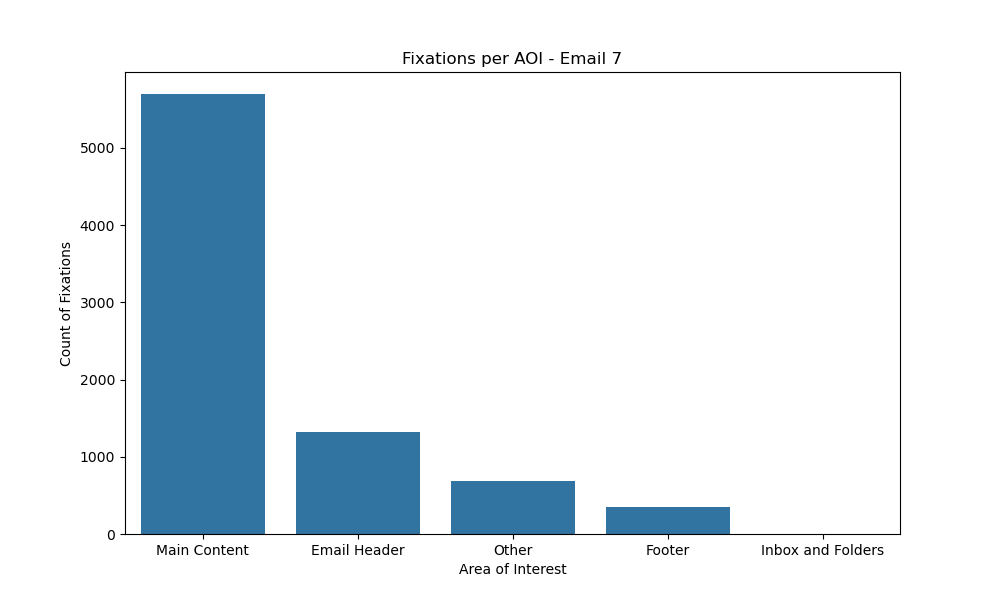 Fixations per AOI - Email 7
Count of Fixations
5000
4000
3000
2000
1000
0
Main Content
Email Header
Other
Footer
Inbox and Folders
Area of Interest